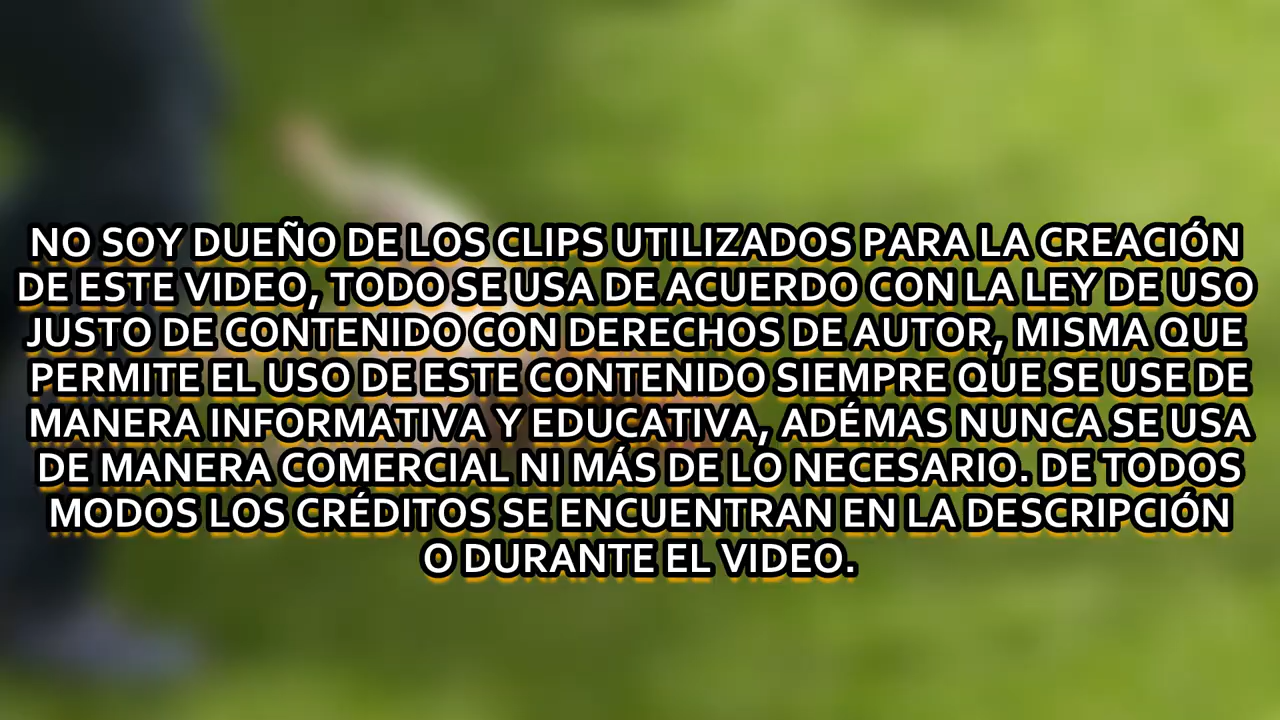 NO SOY DUEÑO DE LOS CLIPS UTILIZADOS PARA LA CREACIÓN
DE ESTE VIDEO, TODO SE USA DE ACUERDO CON LA LEY DE USO
JUSTO DE CONTENIDO CON DERECHOS DE AUTOR, MISMA QUE
PERMITE EL USO DE ESTE CONTENIDO SIEMPRE QUE SE USE DE
MANERA INFORMATIVA Y EDUCATIVA, ADÉMAS NUNCA SE USA
DE MANERA COMERCIAL NI MÁS DE LO NECESARIO. DE TODOS
MODOS LOS CRÉDITOS SE ENCUENTRAN EN LA DESCRIPCIÓN
O DURANTE EL VIDEO.